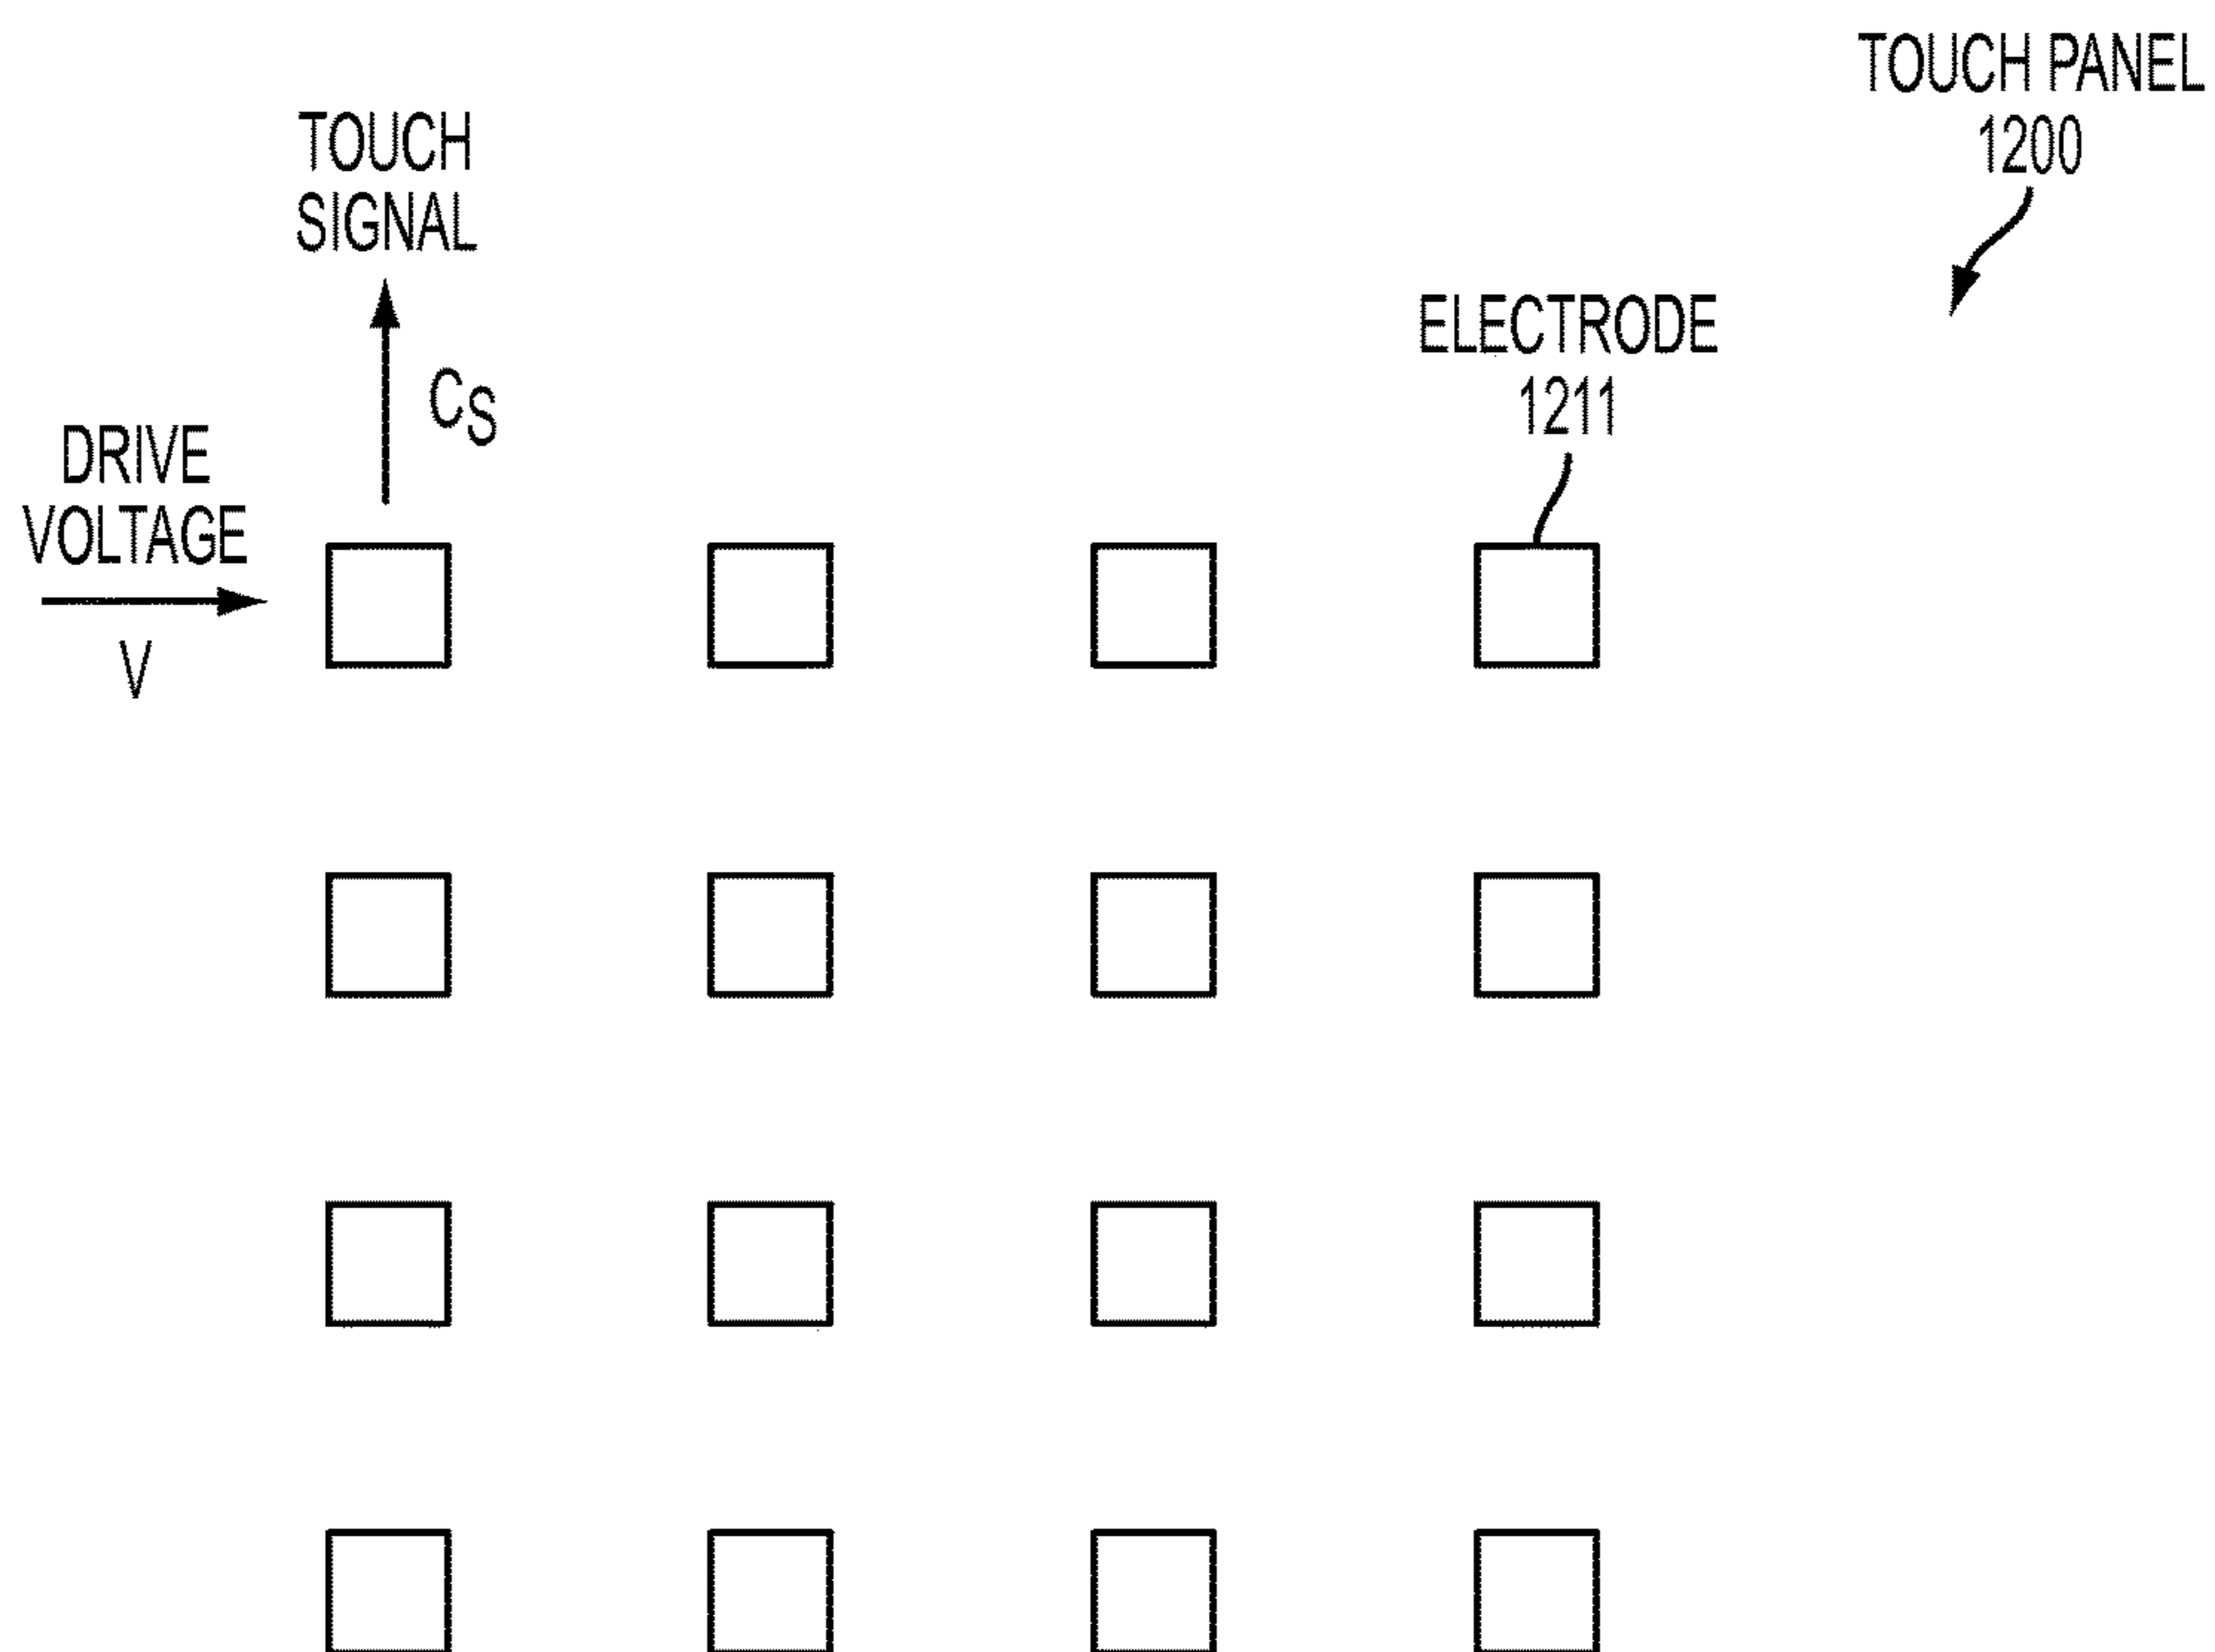 TOUCH PANEL
1200
TOUCH
SIGNAL
ELECTRODE
1211
CS
DRIVE
VOLTAGE
V